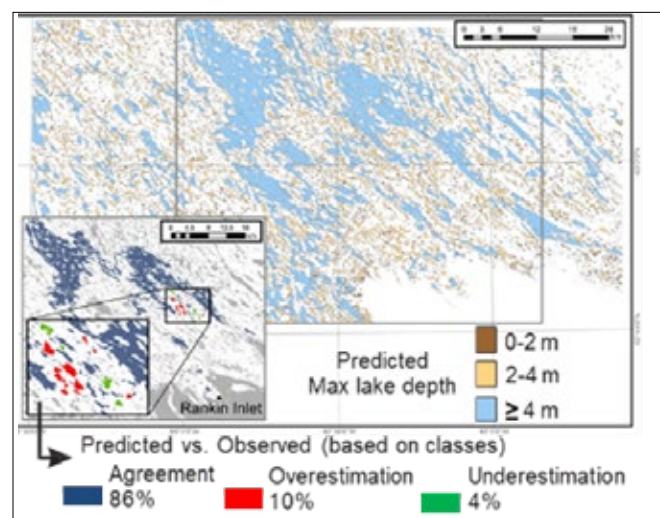 Rankin Inlet
Predicted
Max lake depth
0-2 m
2-4 m
≥ 4 m
Predicted vs. Observed (based on classes)
Agreement
86%
Overestimation
10%
Underestimation
4%